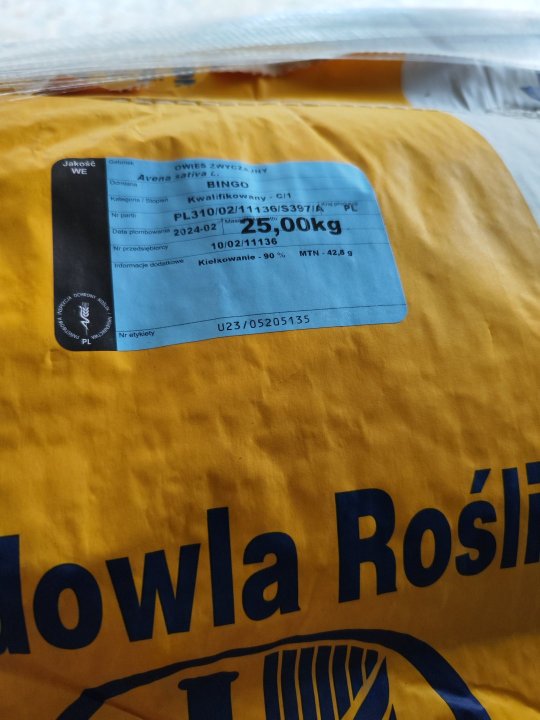 Jakość
WE
Gatunek OWIES ZWYCZAJNY
Avena sativa L.
Odmiana BINGO
Kategoria / Stopień Kwalifikowany - C/1
Nr partii PL310/02/11136/S397/A PL
Data plombowania 2024-02 25,00kg
Nr przedsiębiorcy 10/02/11136
Informacje dodatkowe Kiełkowanie - 90 % MTN - 42,8 g
PL
Nr etykiety U23/05205135
dowla Rośli